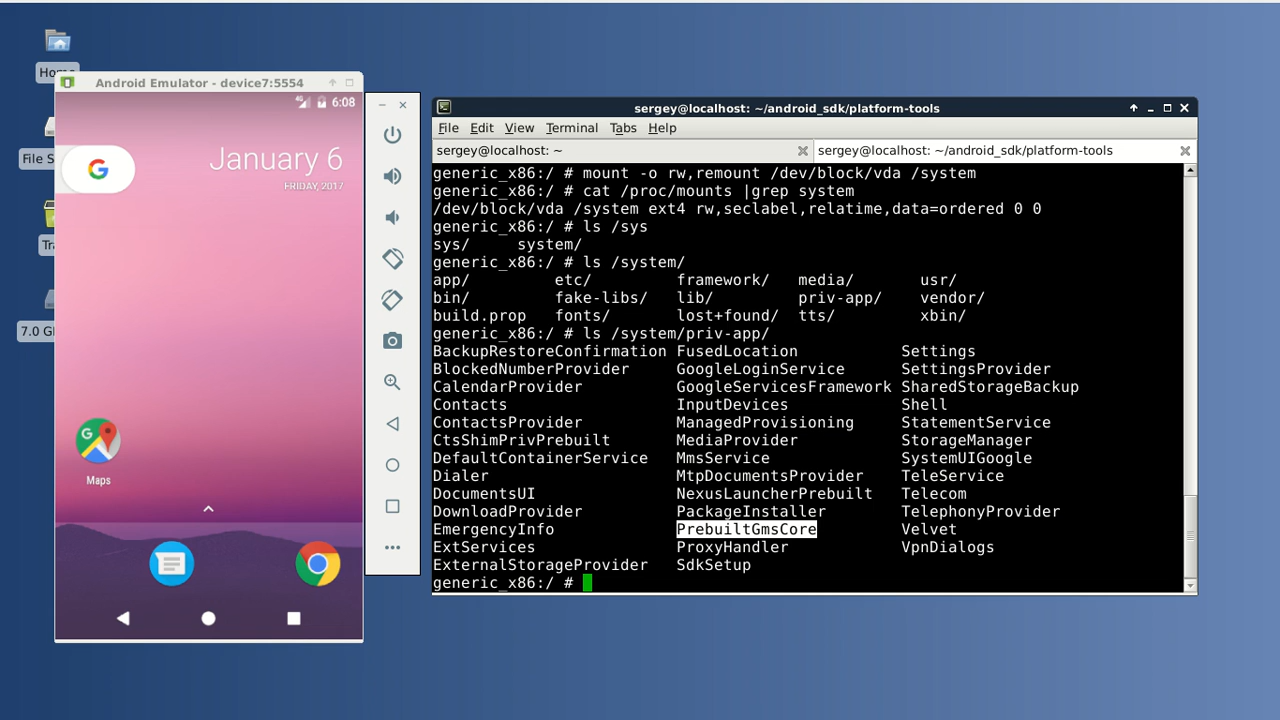 Home
Android Emulator - device7:5554
6:08
January 6
FRIDAY, 2017
File S
Tra
7.0 G
Maps
sergey@localhost: ~/android_sdk/platform-tools
File Edit View Terminal Tabs Help
sergey@localhost: ~ sergey@localhost: ~/android_sdk/platform-tools
generic_x86:/ # mount -o rw,remount /dev/block/vda /system
generic_x86:/ # cat /proc/mounts |grep system
/dev/block/vda /system ext4 rw,seclabel,relatime,data=ordered 0 0
generic_x86:/ # ls /sys
sys/ system/
generic_x86:/ # ls /system/
app/ etc/ framework/ media/ usr/
bin/ fake-libs/ lib/ priv-app/ vendor/
build.prop fonts/ lost+found/ tts/ xbin/
generic_x86:/ # ls /system/priv-app/
BackupRestoreConfirmation FusedLocation Settings
BlockedNumberProvider GoogleLoginService SettingsProvider
CalendarProvider GoogleServicesFramework SharedStorageBackup
Contacts InputDevices Shell
ContactsProvider ManagedProvisioning StatementService
CtsShimPrivPrebuilt MediaProvider StorageManager
DefaultContainerService MmsService SystemUIGoogle
Dialer MtpDocumentsProvider TeleService
DocumentsUI NexusLauncherPrebuilt Telecom
DownloadProvider PackageInstaller TelephonyProvider
EmergencyInfo PrebuiltGmsCore Velvet
ExtServices ProxyHandler VpnDialogs
ExternalStorageProvider SdkSetup
generic_x86:/ #